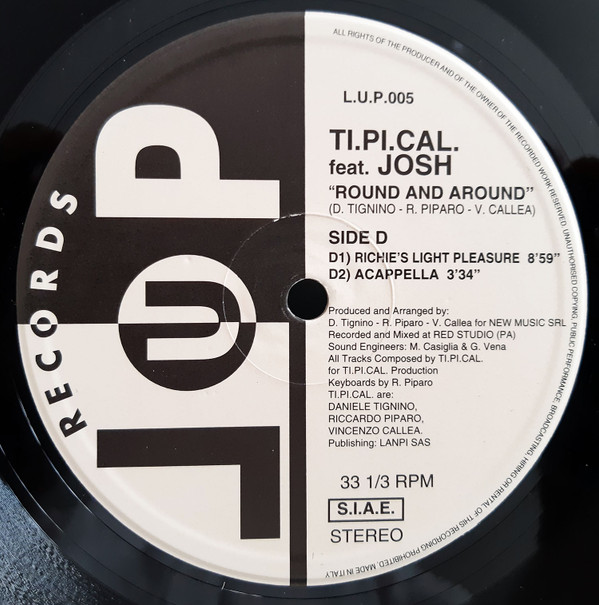 LUP
RECORDS
ALL RIGHTS OF THE PRODUCER AND OF THE OWNER OF THE RECORDED WORK RESERVED. UNAUTHORISED COPYING, PUBLIC PERFORMANCE, BROADCASTING, HIRING OR RENTAL OF THIS RECORDING PROHIBITED. MADE IN ITALY
L.U.P.005
TI.PI.CAL.
feat. JOSH
“ROUND AND AROUND”
(D. TIGNINO - R. PIPARO - V. CALLEA)
SIDE D
D1) RICHIE'S LIGHT PLEASURE 8'59”
D2) ACAPPELLA 3'34”
Produced and Arranged by:
D. Tignino - R. Piparo - V. Callea for NEW MUSIC SRL
Recorded and Mixed at RED STUDIO (PA)
Sound Engineers: M. Casiglia & G. Vena
All Tracks Composed by TI.PI.CAL.
for TI.PI.CAL. Production
Keyboards by R. Piparo
TI.PI.CAL. are:
DANIELE TIGNINO,
RICCARDO PIPARO,
VINCENZO CALLEA.
Publishing: LANPI SAS
33 1/3 RPM
S.I.A.E.
STEREO